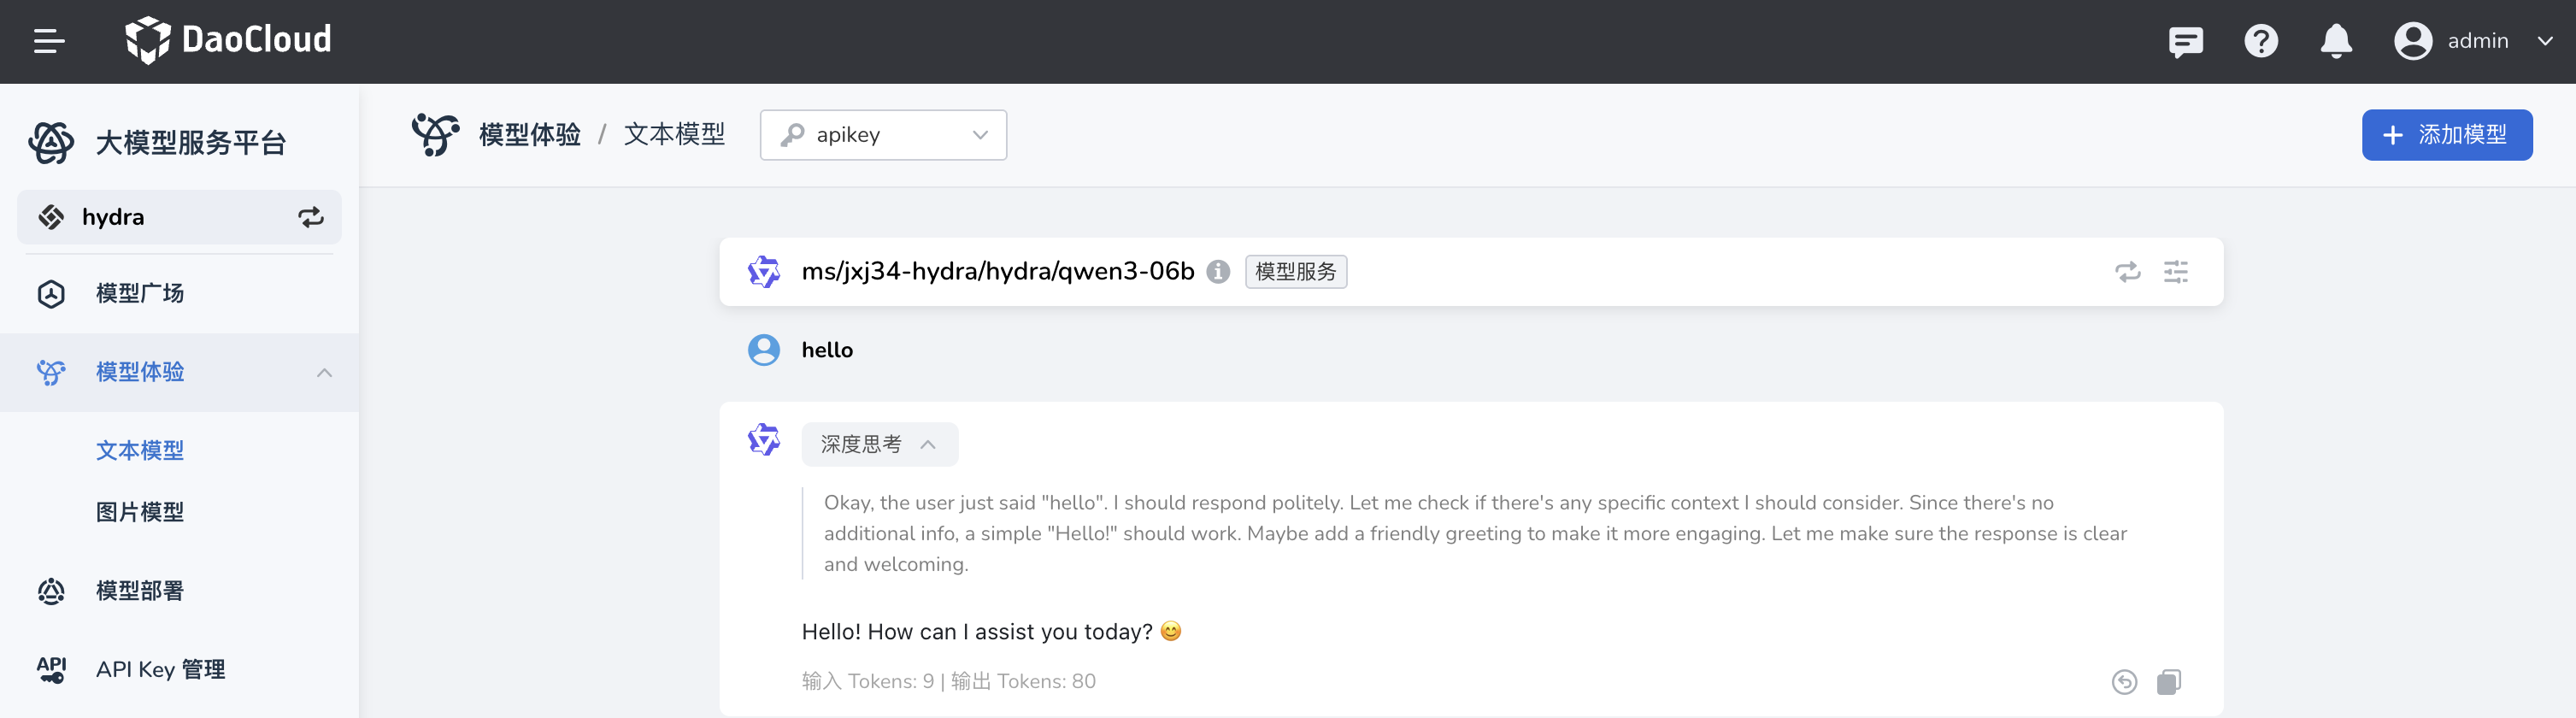 DaoCloud
admin
大模型服务平台
hydra
模型广场
模型体验
文本模型
图片模型
模型部署
API
API Key 管理
模型体验 / 文本模型
apikey
添加模型
ms/jxj34-hydra/hydra/qwen3-06b
模型服务
hello
深度思考
Okay, the user just said "hello". I should respond politely. Let me check if there's any specific context I should consider. Since there's no
additional info, a simple "Hello!" should work. Maybe add a friendly greeting to make it more engaging. Let me make sure the response is clear
and welcoming.
Hello! How can I assist you today? 😊
输入 Tokens: 9 | 输出 Tokens: 80